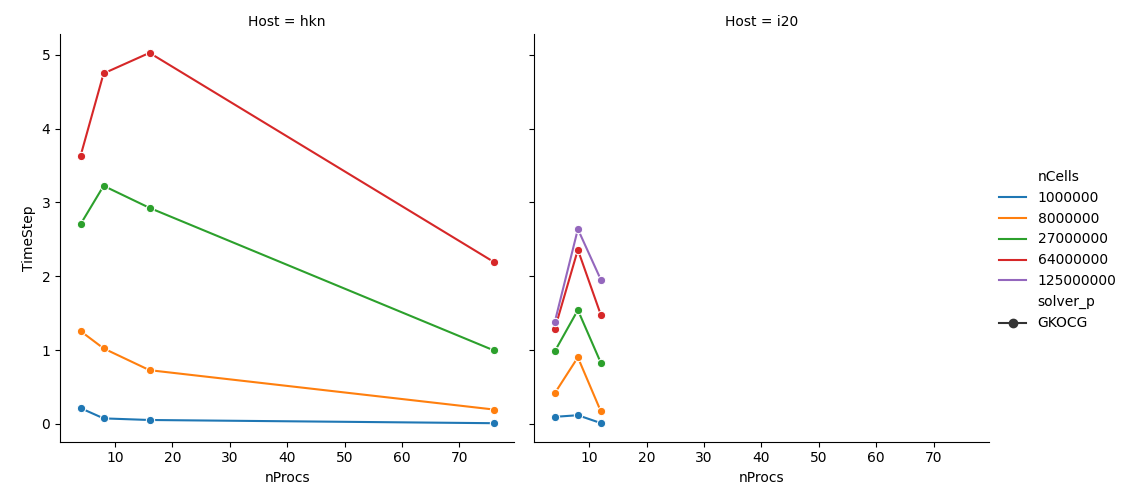 Host = hkn
Host = i20
TimeStep
5
4
3
2
1
0
10 20 30 40 50 60 70
10 20 30 40 50 60 70
nProcs
nProcs
nCells
1000000
8000000
27000000
64000000
125000000
solver_p
GKOCG